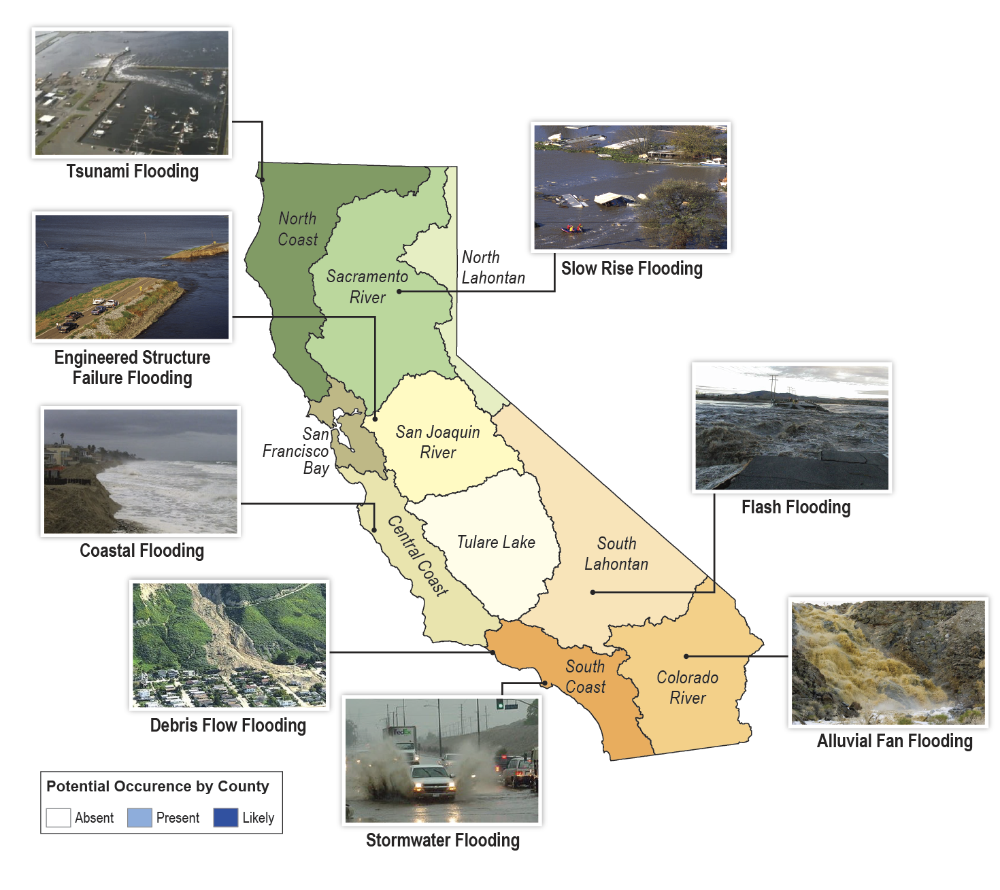 Tsunami Flooding
Engineered Structure
Failure Flooding
Coastal Flooding
Debris Flow Flooding
FedEx
Stormwater Flooding
Slow Rise Flooding
Flash Flooding
Alluvial Fan Flooding
North
Coast
Sacramento
River
North
Lahontan
San
Francisco
Bay
San Joaquin
River
Central Coast
Tulare Lake
South
Lahontan
South
Coast
Colorado
River
Potential Occurence by County
Absent
Present
Likely